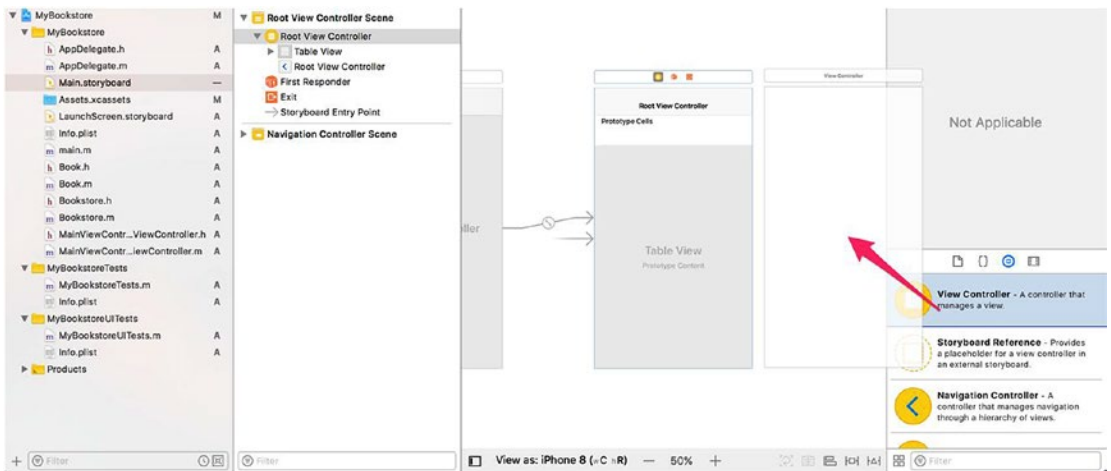 MyBookstore M
MyBookstore
AppDelegate.h A
AppDelegate.m A
Main.storyboard —
Assets.xcassets M
LaunchScreen.storyboard A
Info.plist A
main.m A
Book.h A
Book.m A
Bookstore.h A
Bookstore.m A
MainViewContr...ViewController.h A
MainViewContr...iewController.m A
MyBookstoreTests
MyBookstoreTests.m A
Info.plist A
MyBookstoreUITests
MyBookstoreUITests.m A
Info.plist A
Products
Filter
Root View Controller Scene
Root View Controller
Table View
Root View Controller
First Responder
Exit
Storyboard Entry Point
Navigation Controller Scene
Filter
ller
Root View Controller
Prototype Cells
Table View
Prototype Content
View Controller
View as: iPhone 8 (wC hR) — 50% +
Not Applicable
View Controller - A controller that
manages a view.
Storyboard Reference - Provides
a placeholder for a view controller in
an external storyboard.
Navigation Controller - A
controller that manages navigation
through a hierarchy of views.
Filter